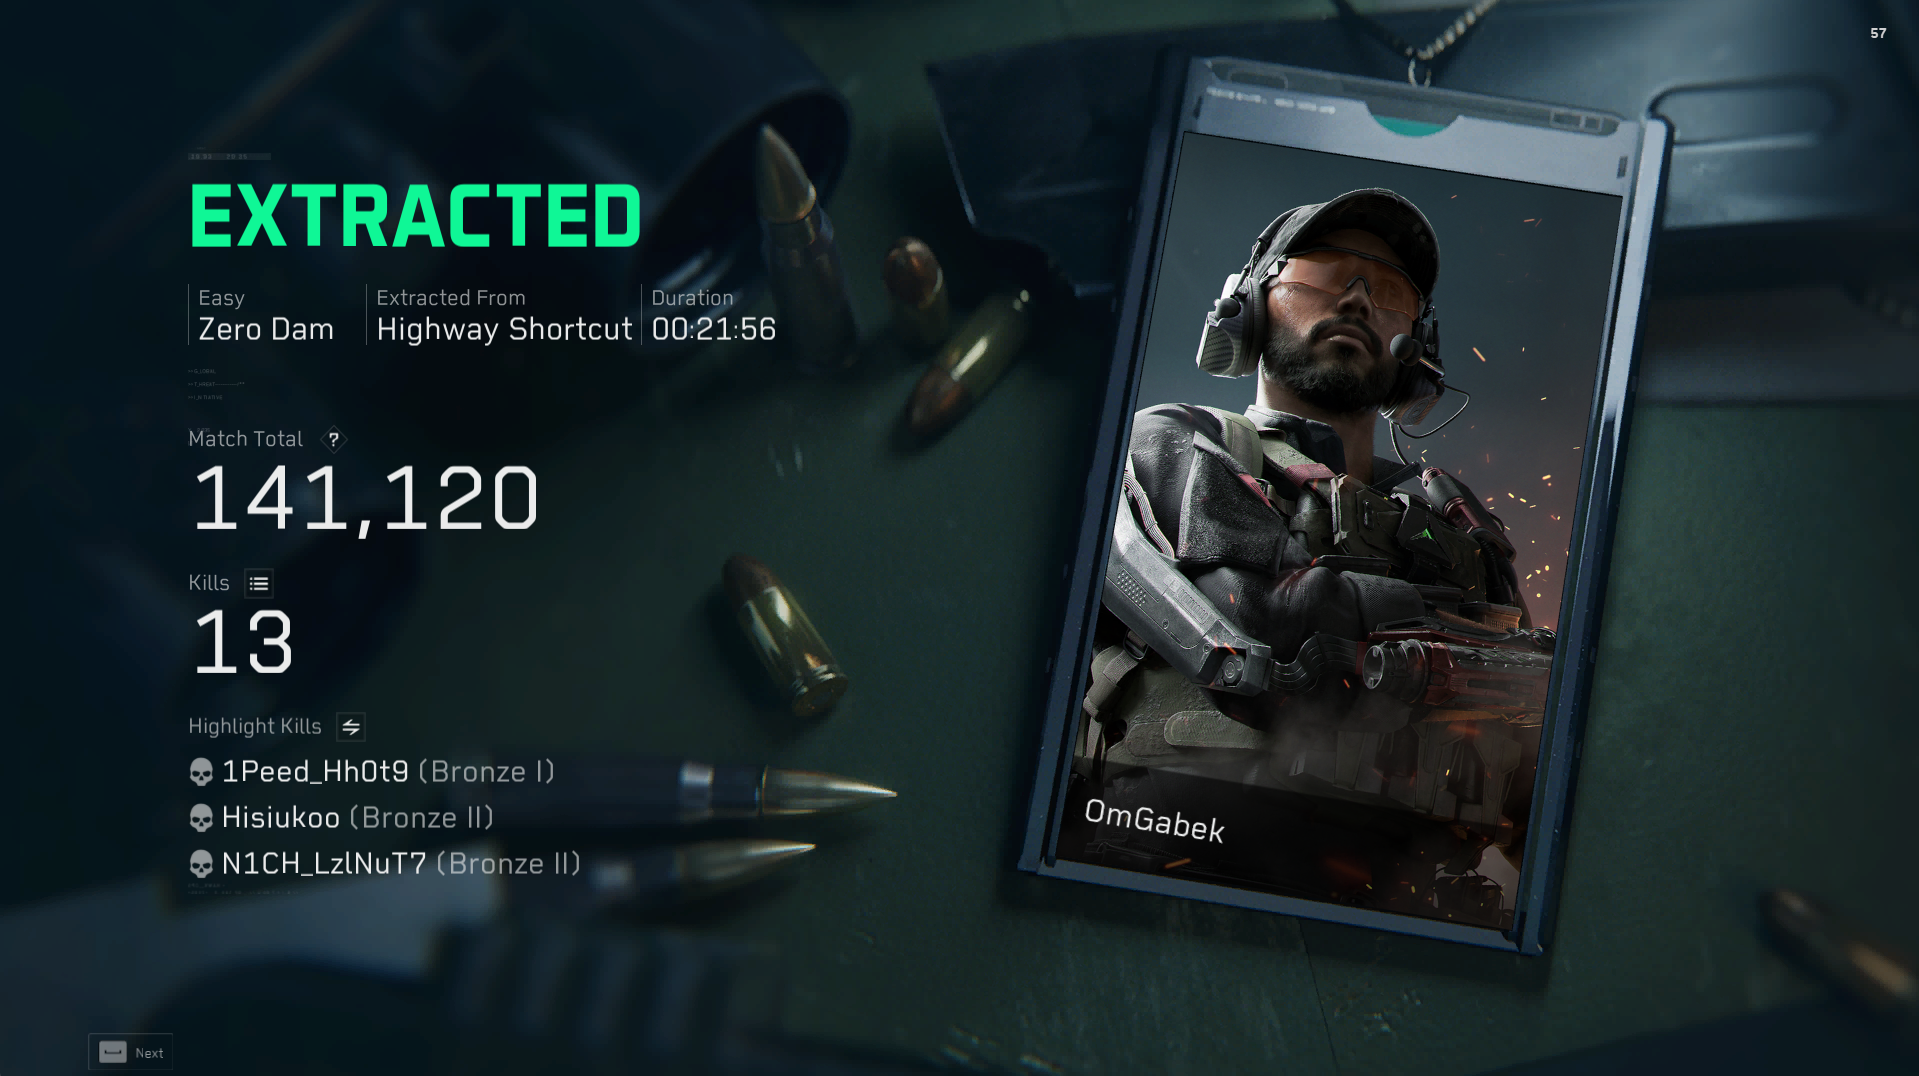 57
EXTRACTED
Easy
Zero Dam
Extracted From
Highway Shortcut
Duration
00:21:56
Match Total ?
141,120
Kills
13
Highlight Kills
1Peed_Hh0t9 (Bronze I)
Hisiukoo (Bronze II)
N1CH_LzlNuT7 (Bronze II)
OmGabek
Next